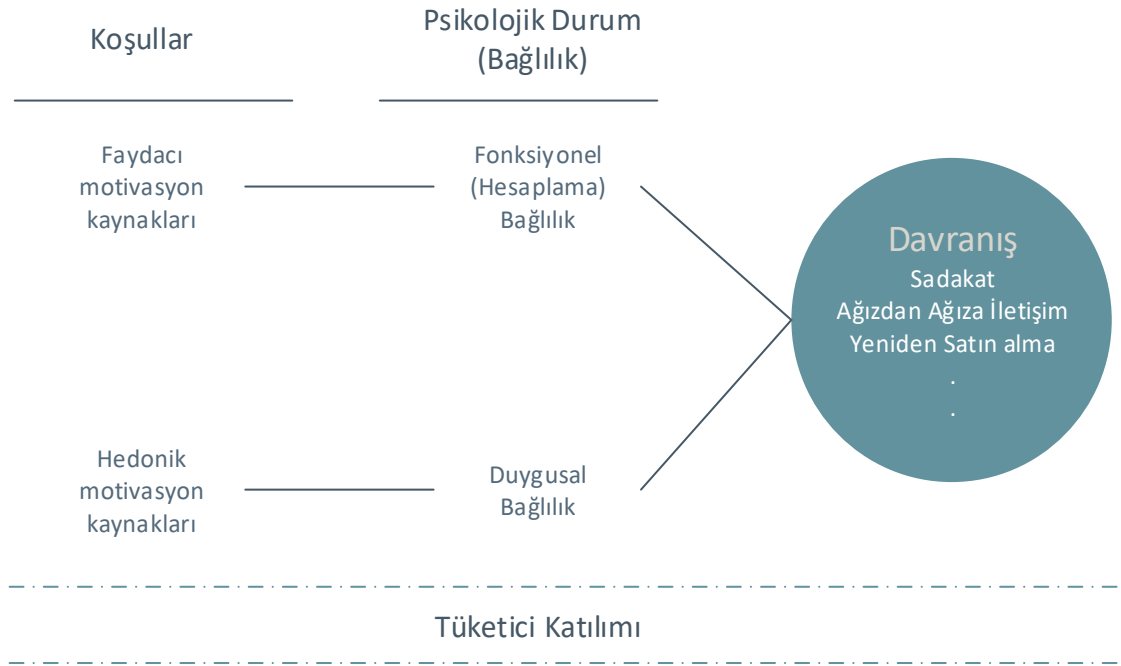 Koşullar
Psikolojik Durum
(Bağlılık)
Faydacı
motivasyon
kaynakları
Fonksiyonel
(Hesaplama)
Bağlılık
Davranış
Sadakat
Ağızdan Ağıza İletişim
Yeniden Satın alma
.
.
Hedonik
motivasyon
kaynakları
Duygusal
Bağlılık
Tüketici Katılımı